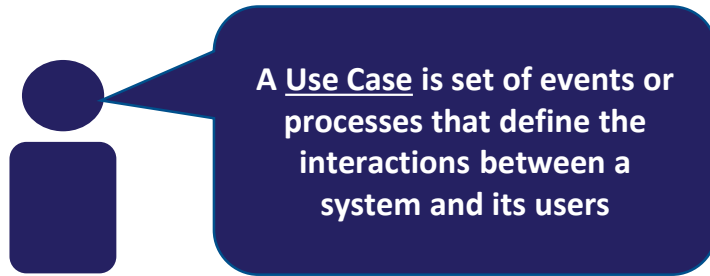 A Use Case is set of events or
processes that define the
interactions between a
system and its users